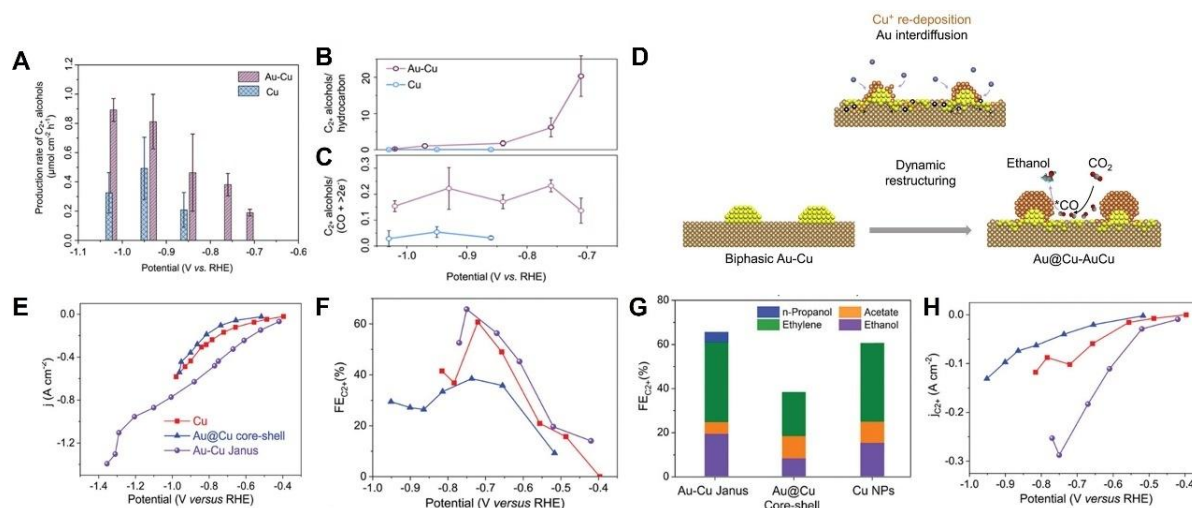 A
Production rate of C₂₊ alcohols
(μmol cm⁻² h⁻¹)
1.2
1.0
0.8
0.6
0.4
0.2
0.0
Au-Cu
Cu
-1.0 -0.9 -0.8 -0.7 -0.6
Potential (V vs. RHE)
B
C₂₊ alcohols/
hydrocarbon
20
10
0
Au-Cu
Cu
C
C₂₊ alcohols/
(CO + >2e⁻)
0.3
0.2
0.1
0.0
-1.0 -0.9 -0.8 -0.7
Potential (V vs. RHE)
D
Cu⁺ re-deposition
Au interdiffusion
Dynamic
restructuring
Ethanol
CO₂
*CO
Biphasic Au-Cu
Au@Cu-AuCu
E
j (A cm⁻²)
0.0
-0.4
-0.8
-1.2
Cu
Au@Cu core-shell
Au-Cu Janus
-1.4 -1.2 -1.0 -0.8 -0.6 -0.4
Potential (V versus RHE)
F
FE_C2+(%)
60
40
20
0
-1.0 -0.9 -0.8 -0.7 -0.6 -0.5 -0.4
Potential (V versus RHE)
G
FE_C2+(%)
80
60
40
20
0
n-Propanol
Acetate
Ethylene
Ethanol
Au-Cu Janus
Au@Cu
Core-shell
Cu NPs
H
j_C2+ (A cm⁻²)
0.0
-0.1
-0.2
-0.3
-1.0 -0.9 -0.8 -0.7 -0.6 -0.5 -0.4
Potential (V versus RHE)